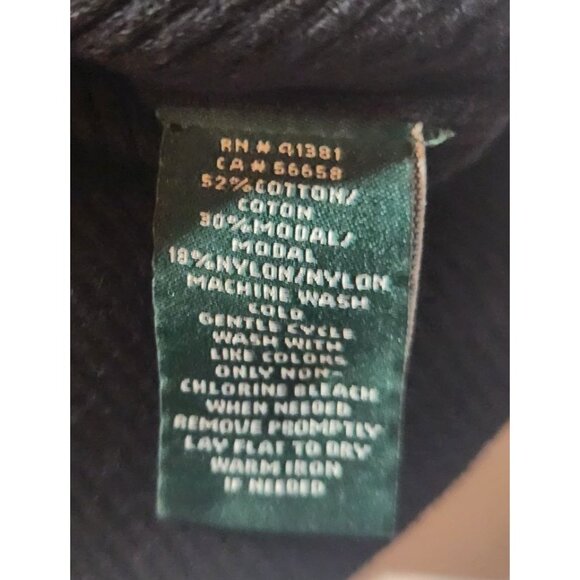 RN # 91381
CA # 56658
52% COTTON/
COTON
30% MODAL/
MODAL
18% NYLON/NYLON
MACHINE WASH
COLD
GENTLE CYCLE
WASH WITH
LIKE COLORS
ONLY NON-
CHLORINE BLEACH
WHEN NEEDED
REMOVE PROMPTLY
LAY FLAT TO DRY
WARM IRON
IF NEEDED